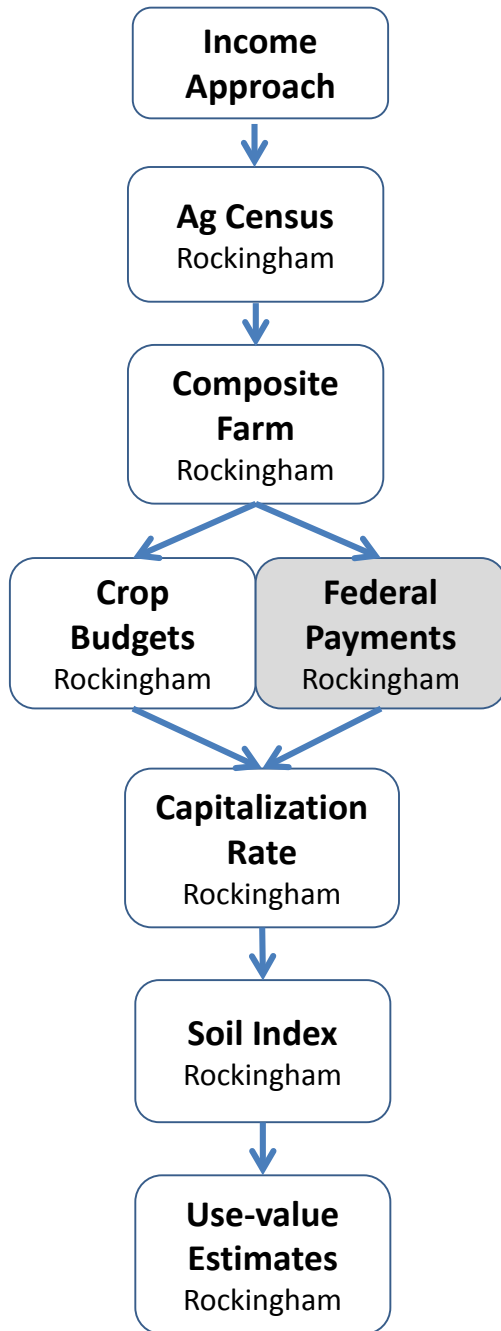 Income
Approach
Ag Census
Rockingham
Composite
Farm
Rockingham
Crop
Budgets
Rockingham
Federal
Payments
Rockingham
Capitalization
Rate
Rockingham
Soil Index
Rockingham
Use-value
Estimates
Rockingham